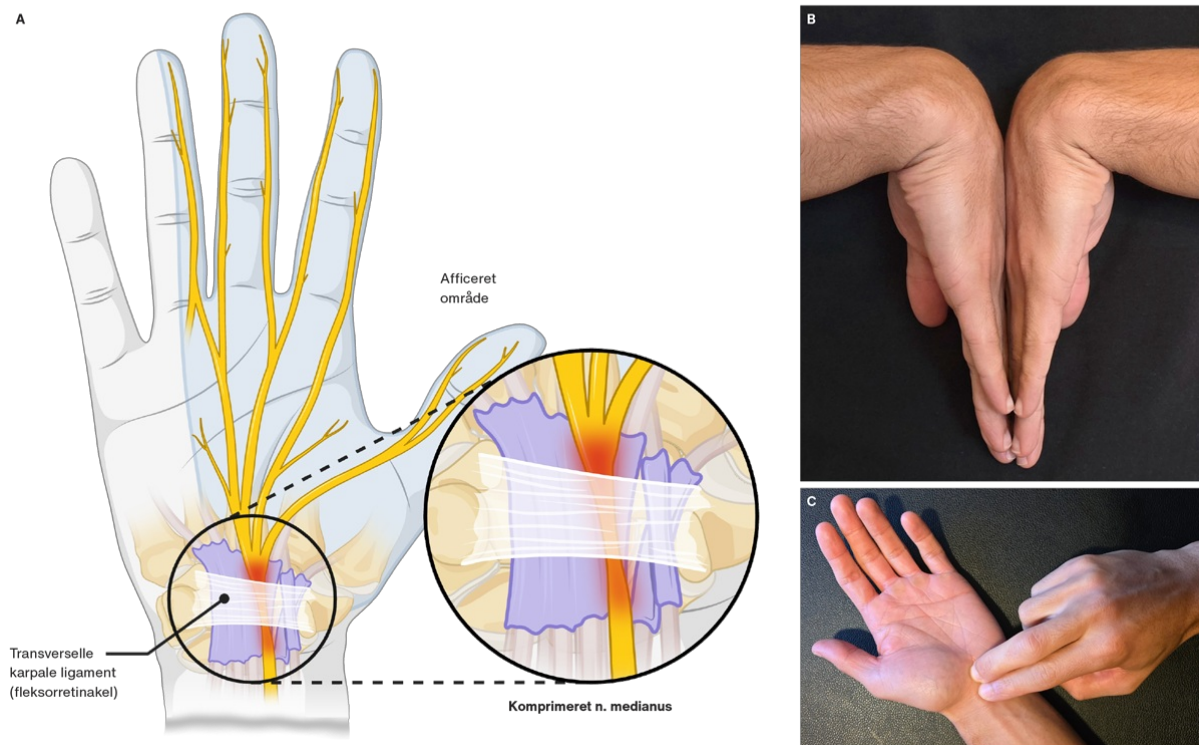 A
Afficeret
område
Transverselle
karpale ligament
(fleksorretinakel)
Komprimeret n. medianus
B
C